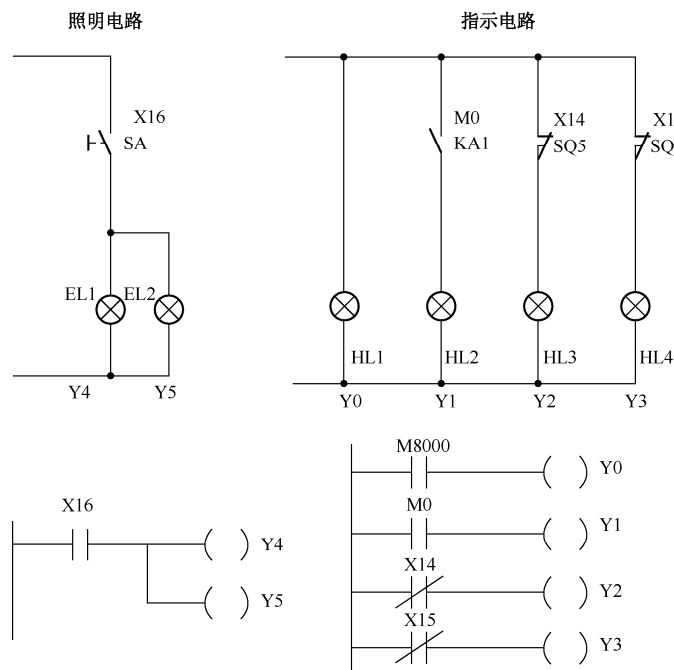 照明电路
指示电路
X16
SA
M0
KA1
X14
SQ5
X1
SQ
EL1
EL2
HL1
HL2
HL3
HL4
Y4
Y5
Y0
Y1
Y2
Y3
X16
Y4
Y5
M8000
Y0
M0
Y1
X14
Y2
X15
Y3